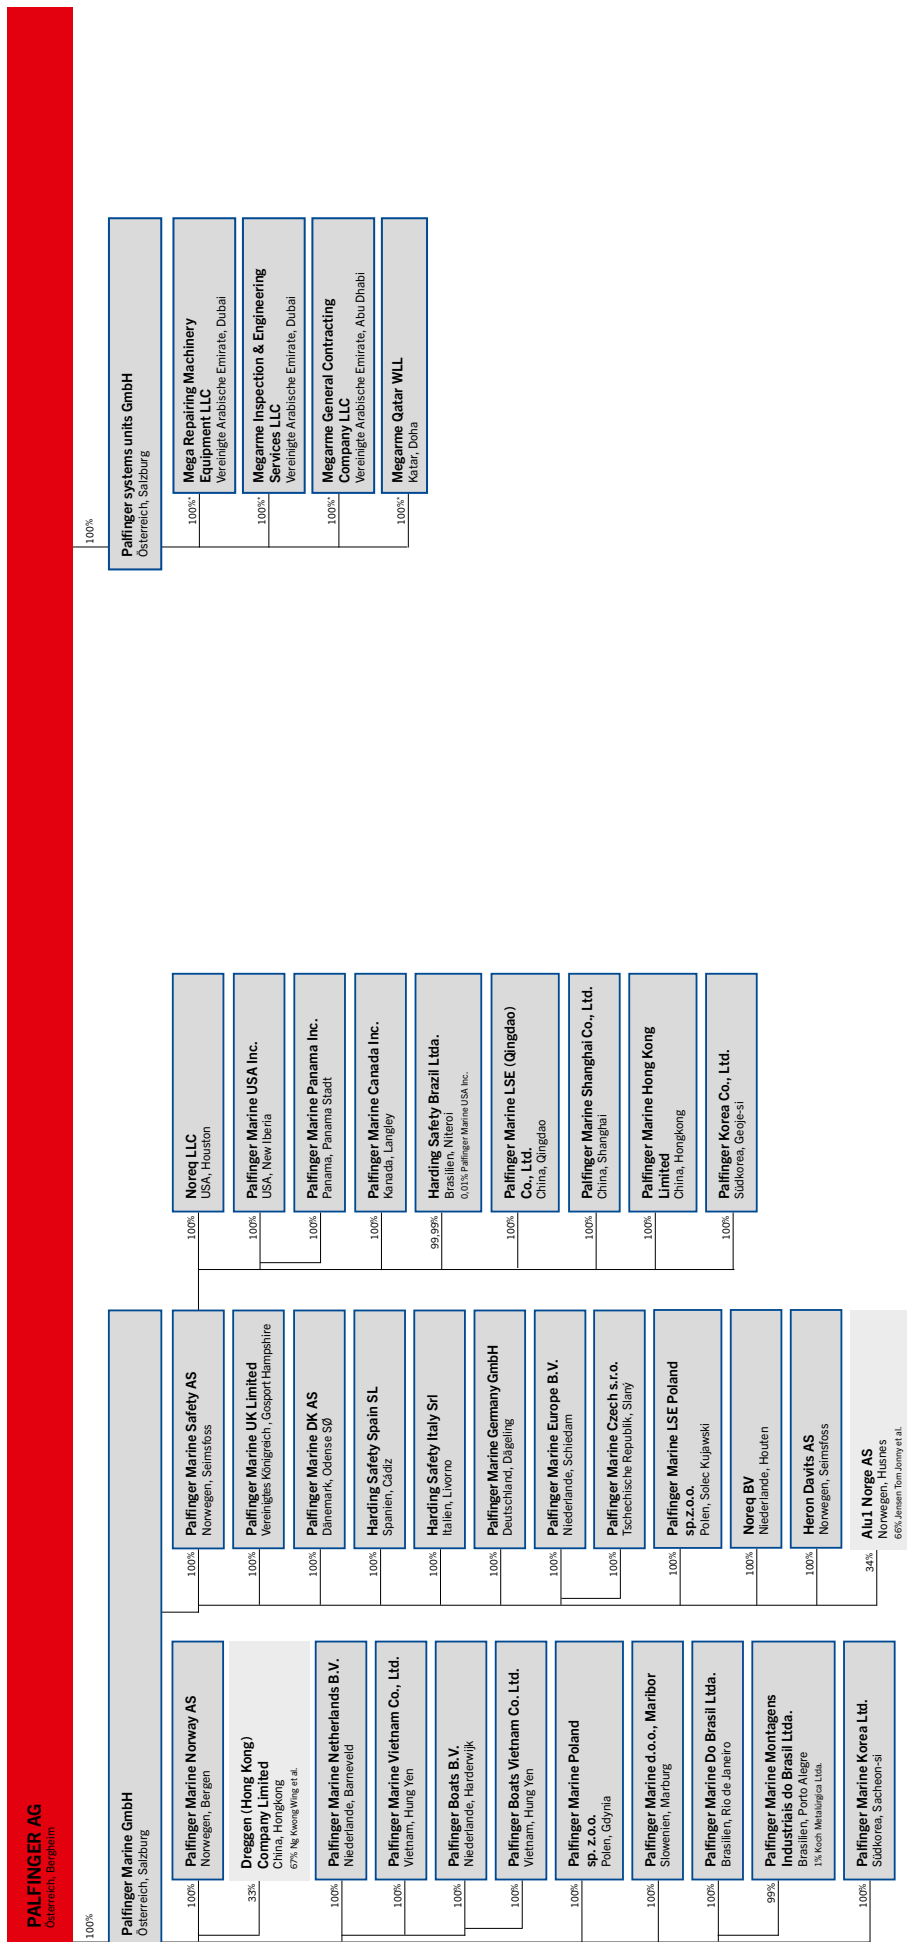 PALFINGER AG
Österreich, Bergheim
100%
Palfinger Marine GmbH
Österreich, Salzburg
100%
Palfinger Marine Norway AS
Norwegen, Bergen
33%
Dreggen (Hong Kong)
Company Limited
China, Hongkong
67% Ng Kwong Wing et al.
100%
Palfinger Marine Netherlands B.V.
Niederlande, Barneveld
100%
Palfinger Marine Vietnam Co., Ltd.
Vietnam, Hung Yen
100%
Palfinger Boats B.V.
Niederlande, Harderwijk
100%
Palfinger Boats Vietnam Co. Ltd.
Vietnam, Hung Yen
100%
Palfinger Marine Poland
sp. z.o.o.
Polen, Gdynia
100%
Palfinger Marine d.o.o., Maribor
Slowenien, Marburg
100%
Palfinger Marine Do Brasil Ltda.
Brasilien, Rio de Janeiro
99%
Palfinger Marine Montagens
Industriais do Brasil Ltda.
Brasilien, Porto Alegre
1% Koch Metalúrgica Ltda.
100%
Palfinger Marine Korea Ltd.
Südkorea, Sacheon-si
100%
Palfinger Marine Safety AS
Norwegen, Seimsfoss
100%
Palfinger Marine UK Limited
Vereinigtes Königreich, Gosport Hampshire
100%
Palfinger Marine DK AS
Dänemark, Odense SØ
100%
Harding Safety Spain SL
Spanien, Cádiz
100%
Harding Safety Italy Srl
Italien, Livorno
100%
Palfinger Marine Germany GmbH
Deutschland, Dägeling
100%
Palfinger Marine Europe B.V.
Niederlande, Schiedam
100%
Palfinger Marine Czech s.r.o.
Tschechische Republik, Slaný
100%
Palfinger Marine LSE Poland
sp.z.o.o.
Polen, Solec Kujawski
100%
Noreq BV
Niederlande, Houten
100%
Heron Davits AS
Norwegen, Seimsfoss
34%
Alu1 Norge AS
Norwegen, Husnes
66% Jensen Tom Jonny et al.
100%
Noreq LLC
USA, Houston
100%
Palfinger Marine USA Inc.
USA, New Iberia
100%
Palfinger Marine Panama Inc.
Panama, Panama Stadt
100%
Palfinger Marine Canada Inc.
Kanada, Langley
99,99%
Harding Safety Brazil Ltda.
Brasilien, Niteroi
0,01% Palfinger Marine USA Inc.
100%
Palfinger Marine LSE (Qingdao)
Co., Ltd.
China, Qingdao
100%
Palfinger Marine Shanghai Co., Ltd.
China, Shanghai
100%
Palfinger Marine Hong Kong
Limited
China, Hongkong
100%
Palfinger Korea Co., Ltd.
Südkorea, Geoje-si
100%
Palfinger systems units GmbH
Österreich, Salzburg
100%*
Mega Repairing Machinery
Equipment LLC
Vereinigte Arabische Emirate, Dubai
100%*
Megarme Inspection & Engineering
Services LLC
Vereinigte Arabische Emirate, Dubai
100%*
Megarme General Contracting
Company LLC
Vereinigte Arabische Emirate, Abu Dhabi
100%*
Megarme Qatar WLL
Katar, Doha